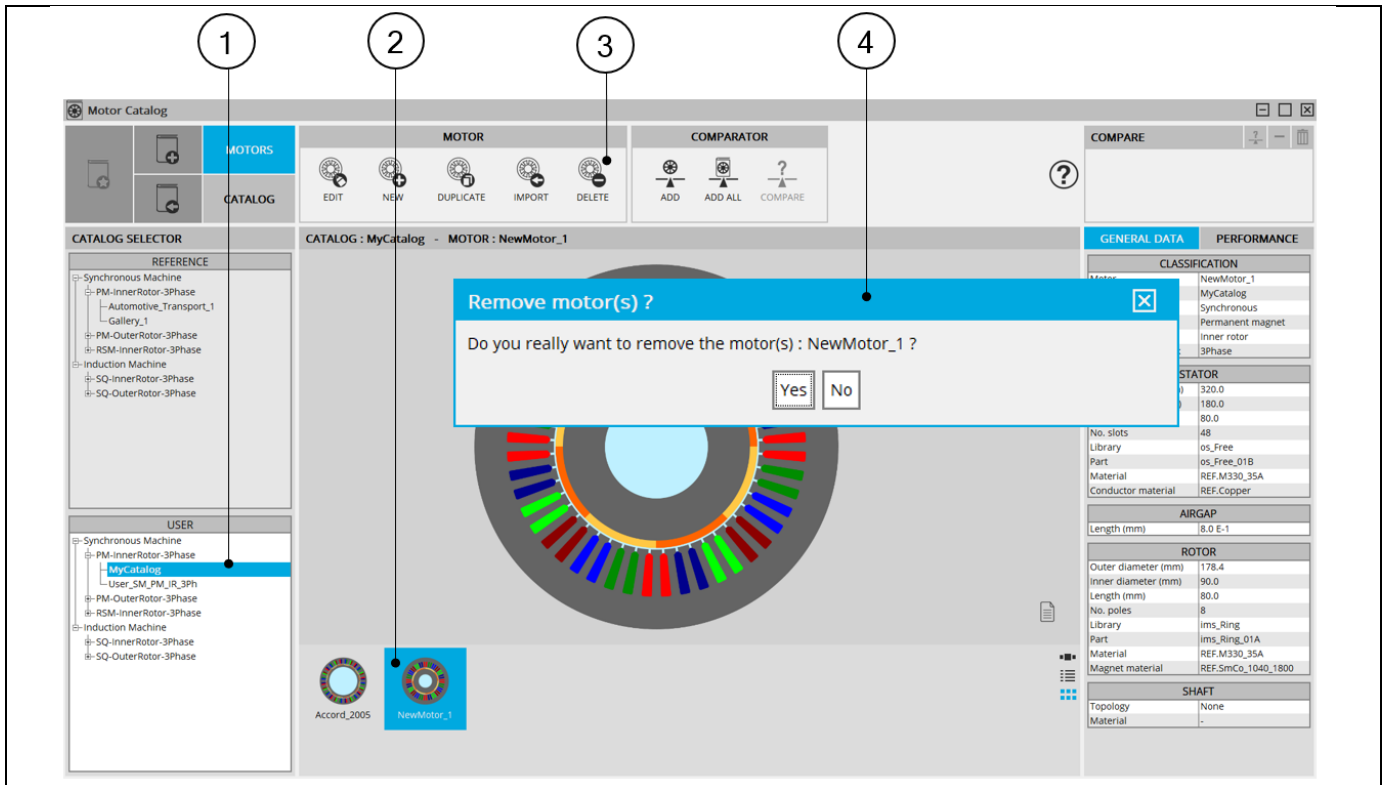 1
2
3
4
Motor Catalog
MOTORS
CATALOG
MOTOR
EDIT
NEW
DUPLICATE
IMPORT
DELETE
COMPARATOR
ADD
ADD ALL
? COMPARE
?
COMPARE
?
CATALOG SELECTOR
REFERENCE
Synchronous Machine
PM-InnerRotor-3Phase
Automotive_Transport_1
Gallery_1
PM-OuterRotor-3Phase
RSM-InnerRotor-3Phase
Induction Machine
SQ-InnerRotor-3Phase
SQ-OuterRotor-3Phase
USER
Synchronous Machine
PM-InnerRotor-3Phase
MyCatalog
User_SM_PM_IR_3Ph
PM-OuterRotor-3Phase
RSM-InnerRotor-3Phase
Induction Machine
SQ-InnerRotor-3Phase
SQ-OuterRotor-3Phase
CATALOG : MyCatalog - MOTOR : NewMotor_1
Remove motor(s) ?
Do you really want to remove the motor(s) : NewMotor_1 ?
Yes
No
Accord_2005
NewMotor_1
GENERAL DATA
PERFORMANCE
CLASSIFICATION
NewMotor_1
MyCatalog
Synchronous
Permanent magnet
Inner rotor
3Phase
STATOR
320.0
180.0
80.0
No. slots 48
Library os_Free
Part os_Free_01B
Material REF.M330_35A
Conductor material REF.Copper
AIRGAP
Length (mm) 8.0 E-1
ROTOR
Outer diameter (mm) 178.4
Inner diameter (mm) 90.0
Length (mm) 80.0
No. poles 8
Library ims_Ring
Part ims_Ring_01A
Material REF.M330_35A
Magnet material REF.SmCo_1040_1800
SHAFT
Topology None
Material -